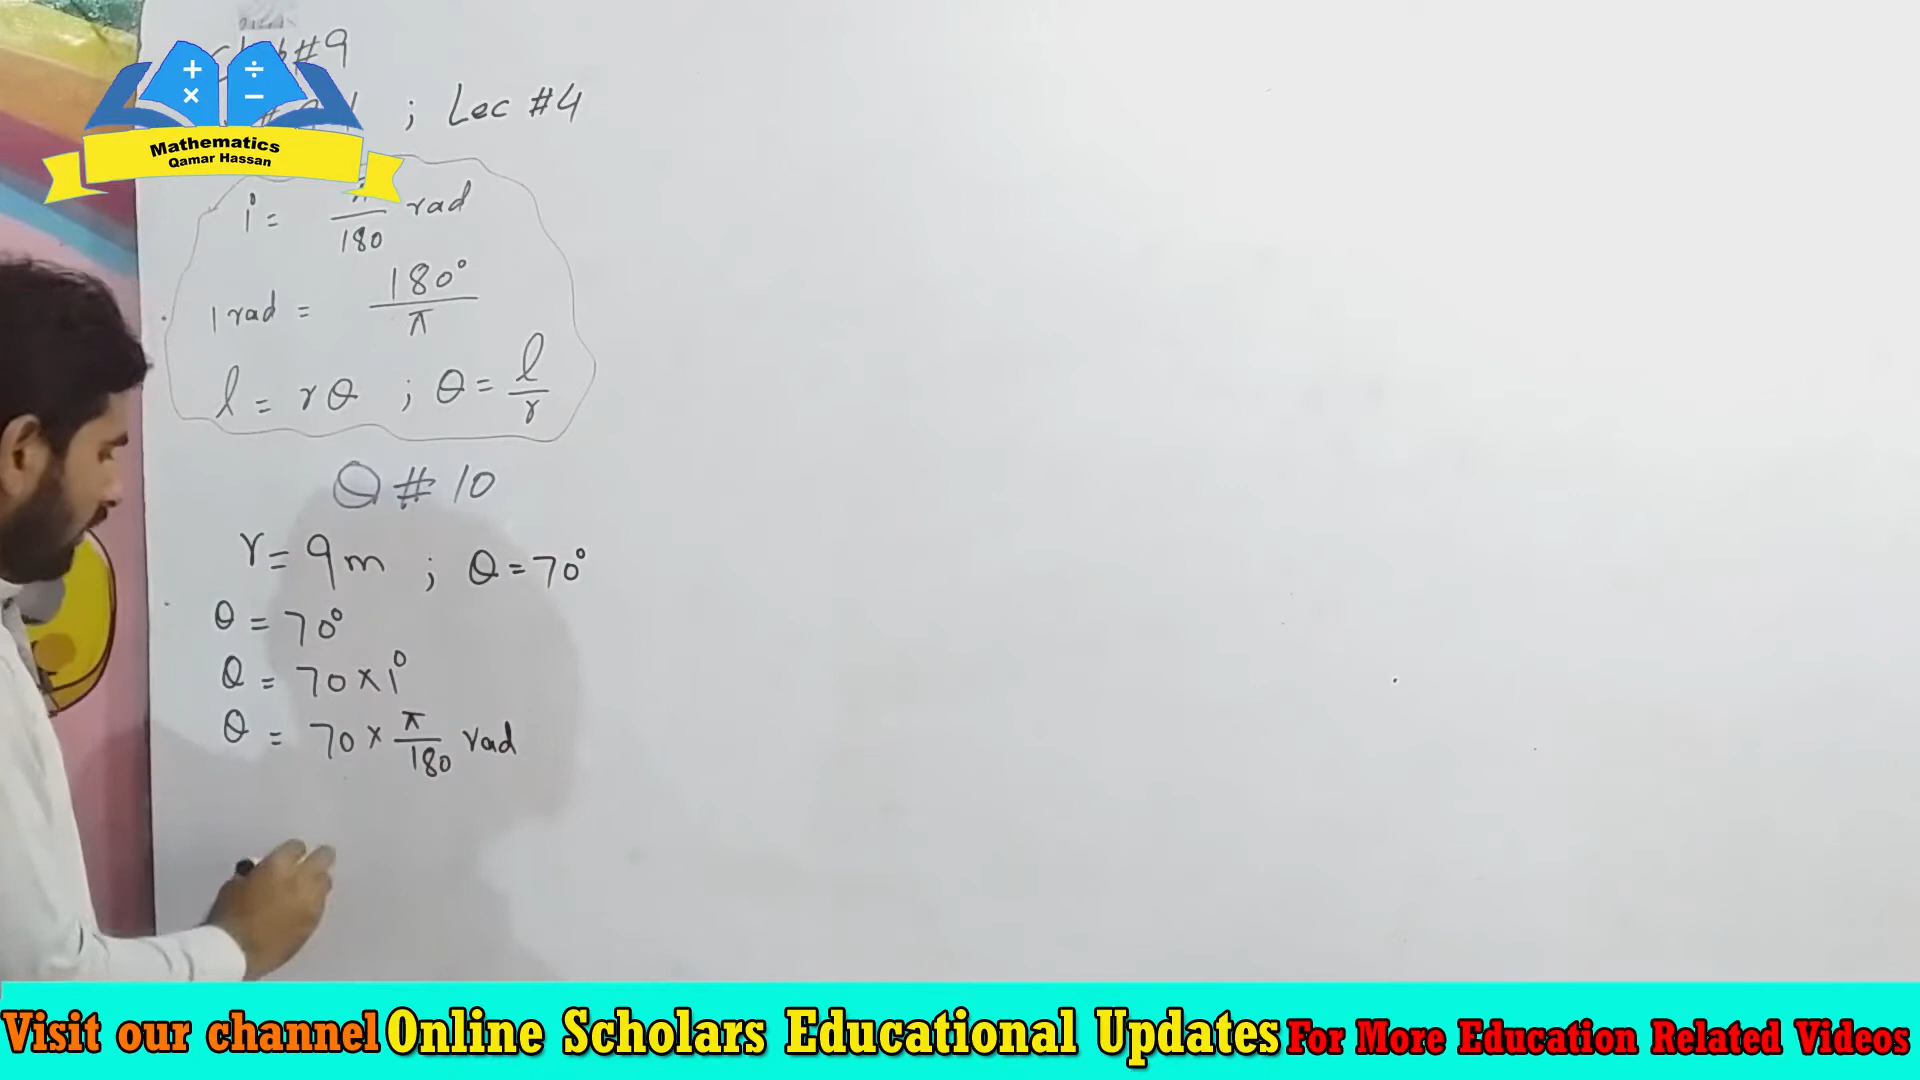 #9
; Lec #4
+ ÷
× −
Mathematics
Qamar Hassan
1° = π/180 rad
1 rad = 180°/π
l = rθ ; θ = l/r
Q # 10
r = 9m ; θ = 70°
θ = 70°
θ = 70 × 1°
θ = 70 × π/180 rad
Visit our channel Online Scholars Educational Updates For More Education Related Videos